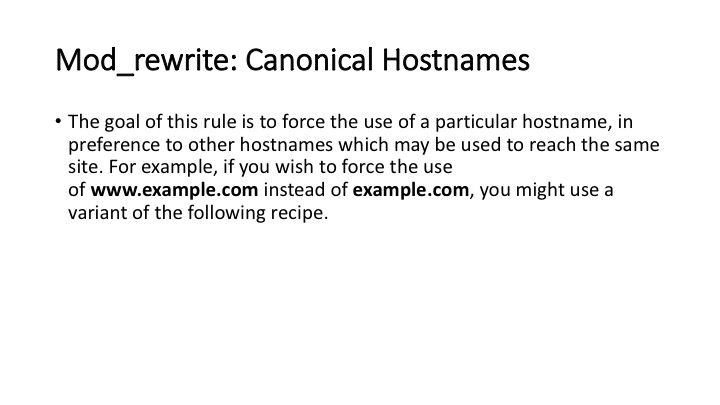 Mod_rewrite: Canonical Hostnames
• The goal of this rule is to force the use of a particular hostname, in
preference to other hostnames which may be used to reach the same
site. For example, if you wish to force the use
of www.example.com instead of example.com, you might use a
variant of the following recipe.